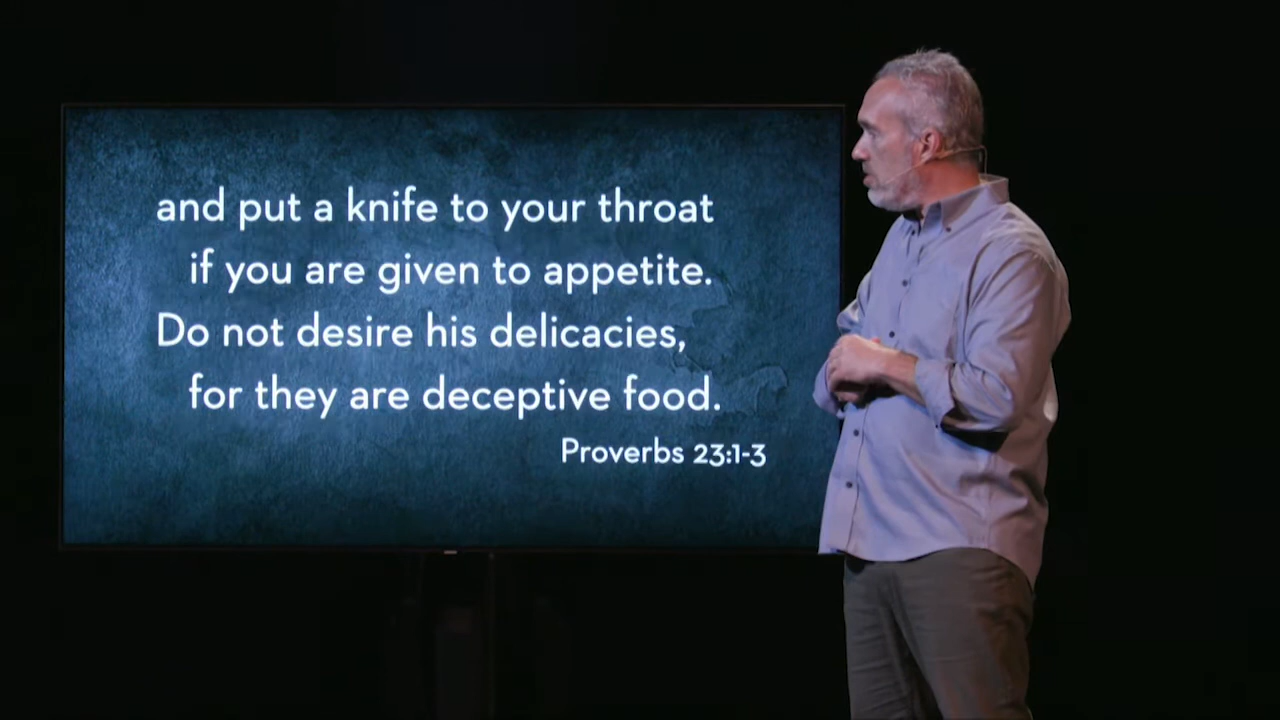 and put a knife to your throat
if you are given to appetite.
Do not desire his delicacies,
for they are deceptive food.
Proverbs 23:1-3